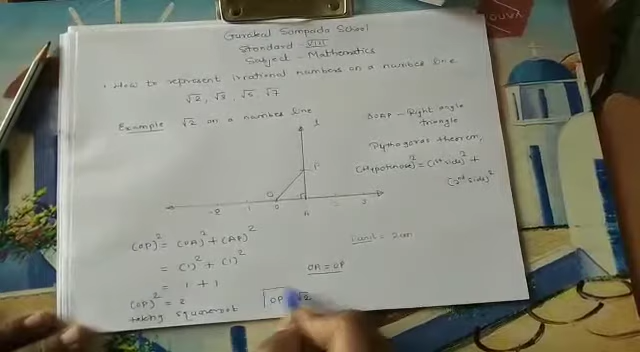 Gurukul Sampada School
Standard - VIII
Subject - Mathematics
• How to represent irrational numbers on a number line
√2, √3, √5, √7
Example √2 on a number line
l
P
O
-2 -1 0 A 2
ΔOAP - Right angle
triangle
Pythagoras theorem,
(Hypotenuse)² = (1st side)² +
(2nd side)²
1 unit = 2cm
(OP)² = (OA)² + (AP)²
= (1)² + (1)²
= 1 + 1
(OP)² = 2
taking squareroot
OA = OP
OP √2